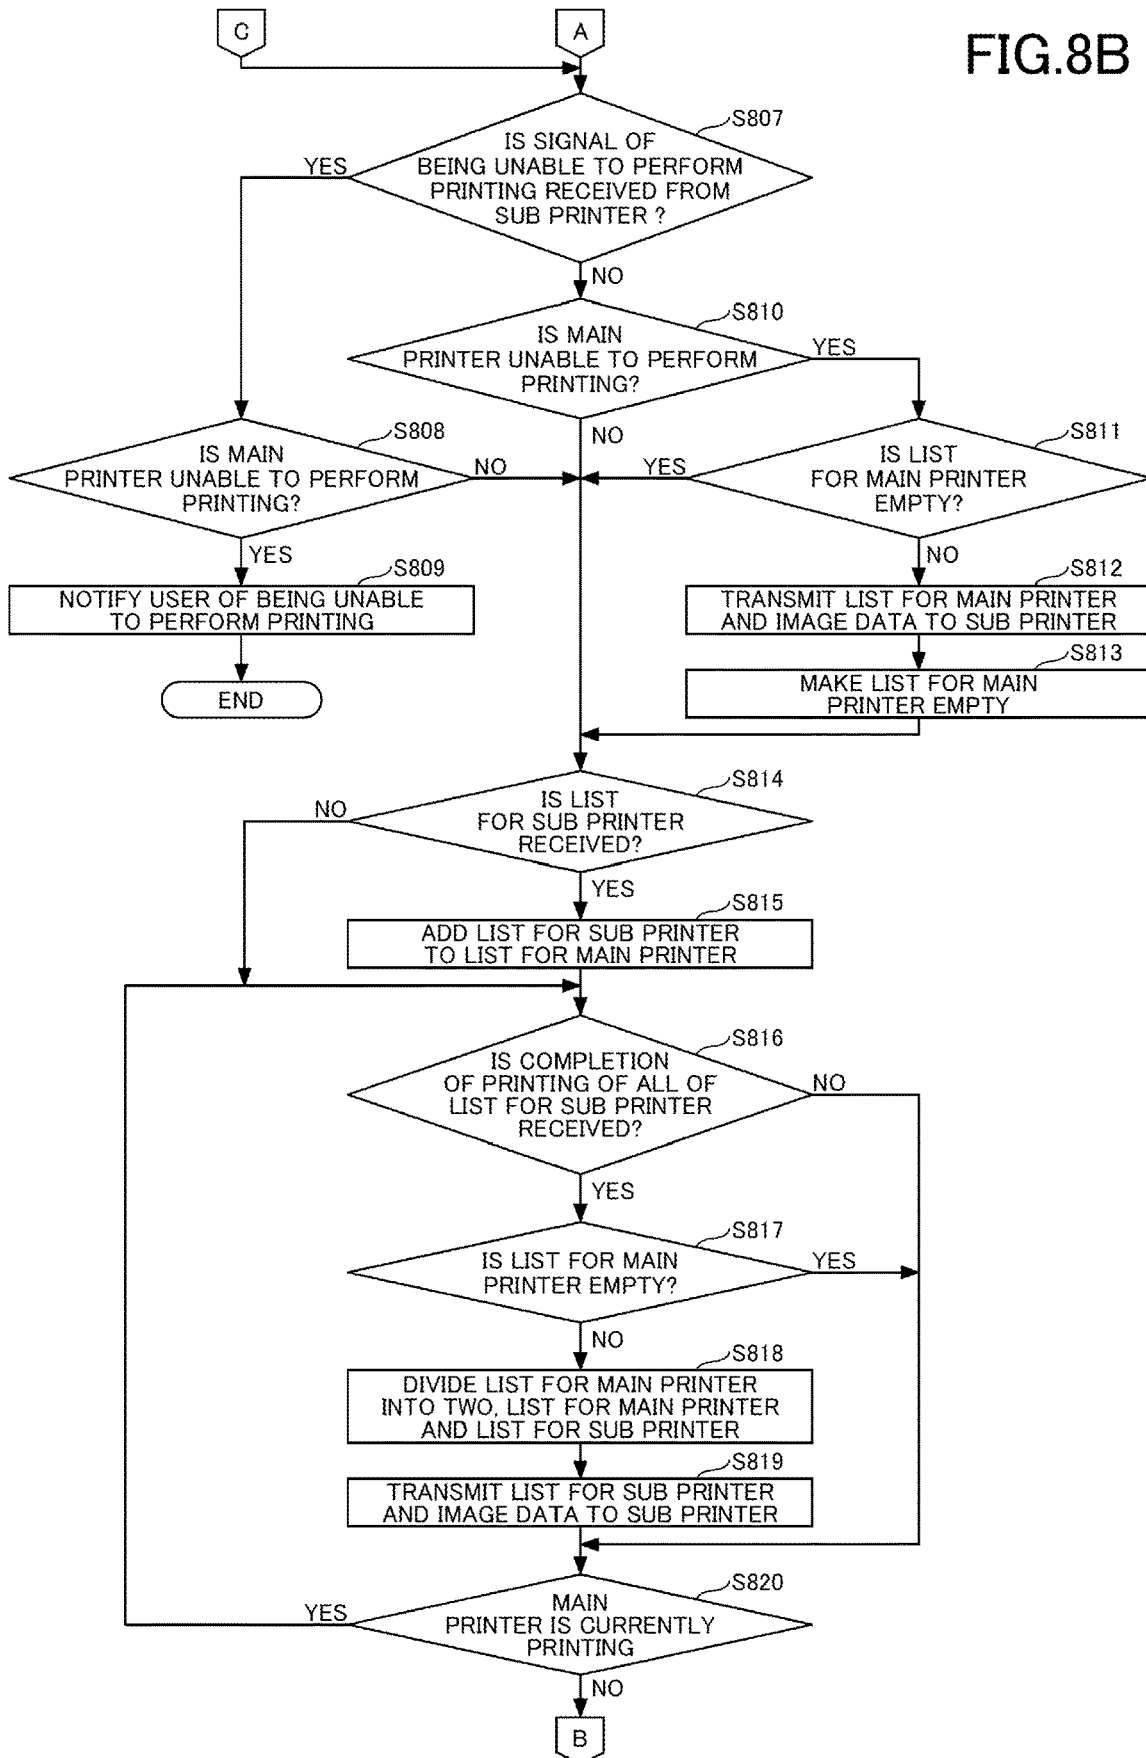 C
A
FIG.8B
S807
IS SIGNAL OF
BEING UNABLE TO PERFORM
PRINTING RECEIVED FROM
SUB PRINTER ?
YES
NO
S810
IS MAIN
PRINTER UNABLE TO PERFORM
PRINTING?
YES
NO
S808
IS MAIN
PRINTER UNABLE TO PERFORM
PRINTING?
NO
YES
S811
IS LIST
FOR MAIN PRINTER
EMPTY?
YES
NO
S809
NOTIFY USER OF BEING UNABLE
TO PERFORM PRINTING
END
S812
TRANSMIT LIST FOR MAIN PRINTER
AND IMAGE DATA TO SUB PRINTER
S813
MAKE LIST FOR MAIN
PRINTER EMPTY
S814
IS LIST
FOR SUB PRINTER
RECEIVED?
NO
YES
S815
ADD LIST FOR SUB PRINTER
TO LIST FOR MAIN PRINTER
S816
IS COMPLETION
OF PRINTING OF ALL OF
LIST FOR SUB PRINTER
RECEIVED?
NO
YES
S817
IS LIST FOR MAIN
PRINTER EMPTY?
YES
NO
S818
DIVIDE LIST FOR MAIN PRINTER
INTO TWO, LIST FOR MAIN PRINTER
AND LIST FOR SUB PRINTER
S819
TRANSMIT LIST FOR SUB PRINTER
AND IMAGE DATA TO SUB PRINTER
S820
MAIN
PRINTER IS CURRENTLY
PRINTING
YES
NO
B